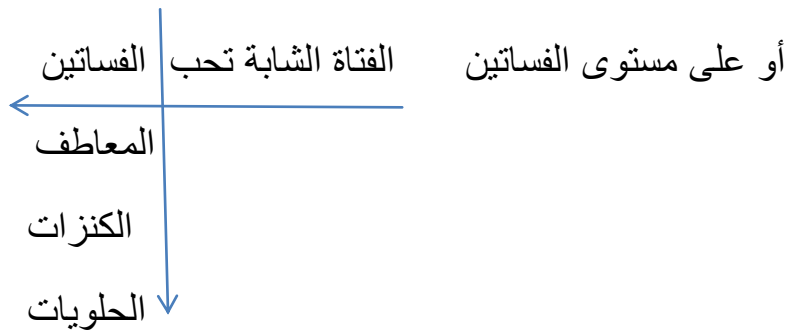 أو على مستوى الفساتين الفتاة الشابة تحب الفساتين
المعاطف
الكنزات
الحلويات